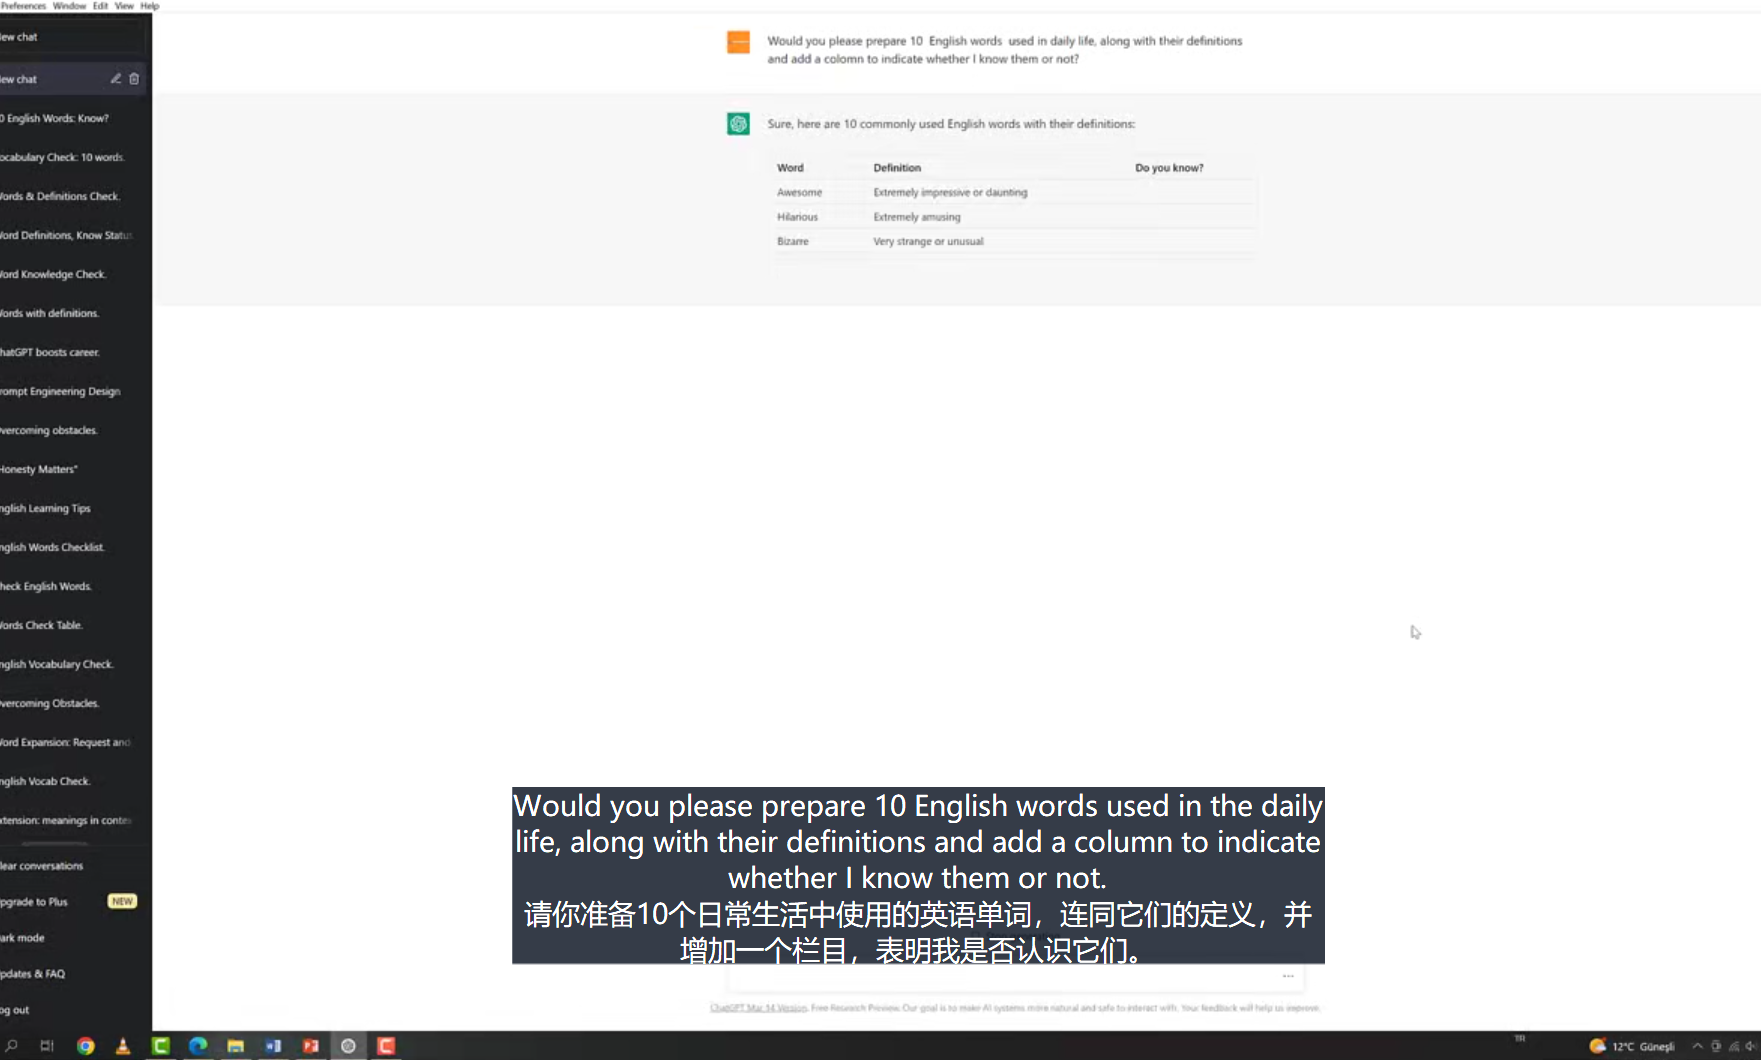 Preferences Window Edit View Help
ew chat
ew chat
0 English Words: Know?
ocabulary Check: 10 words.
ords & Definitions Check.
ord Definitions, Know Status
ord Knowledge Check.
ords with definitions.
hatGPT boosts career.
rompt Engineering Design
vercoming obstacles.
Honesty Matters"
nglish Learning Tips
nglish Words Checklist.
heck English Words.
ords Check Table.
nglish Vocabulary Check.
vercoming Obstacles.
ord Expansion: Request and
nglish Vocab Check.
xtension: meanings in contex
lear conversations
pgrade to Plus NEW
ark mode
pdates & FAQ
og out
Would you please prepare 10 English words used in daily life, along with their definitions
and add a colomn to indicate whether I know them or not?
Sure, here are 10 commonly used English words with their definitions:
Word Definition Do you know?
Awesome Extremely impressive or daunting
Hilarious Extremely amusing
Bizarre Very strange or unusual
Would you please prepare 10 English words used in the daily
life, along with their definitions and add a column to indicate
whether I know them or not.
请你准备10个日常生活中使用的英语单词，连同它们的定义，并
增加一个栏目，表明我是否认识它们。
ChatGPT Mar 14 Version. Free Research Preview. Our goal is to make AI systems more natural and safe to interact with. Your feedback will help us improve.
12°C Güneşli